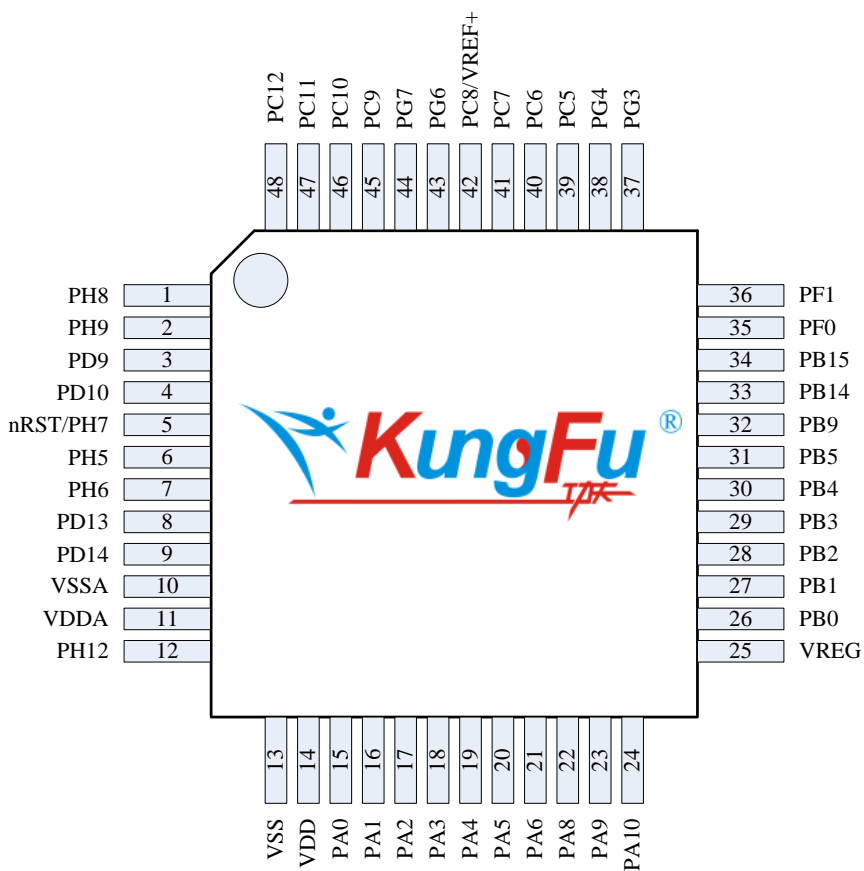 PC12
PC11
PC10
PC9
PG7
PG6
PC8/VREF+
PC7
PC6
PC5
PG4
PG3
48
47
46
45
44
43
42
41
40
39
38
37
PH8 1
PH9 2
PD9 3
PD10 4
nRST/PH7 5
PH5 6
PH6 7
PD13 8
PD14 9
VSSA 10
VDDA 11
PH12 12
KungFu ®
36 PF1
35 PF0
34 PB15
33 PB14
32 PB9
31 PB5
30 PB4
29 PB3
28 PB2
27 PB1
26 PB0
25 VREG
13
14
15
16
17
18
19
20
21
22
23
24
VSS
VDD
PA0
PA1
PA2
PA3
PA4
PA5
PA6
PA8
PA9
PA10